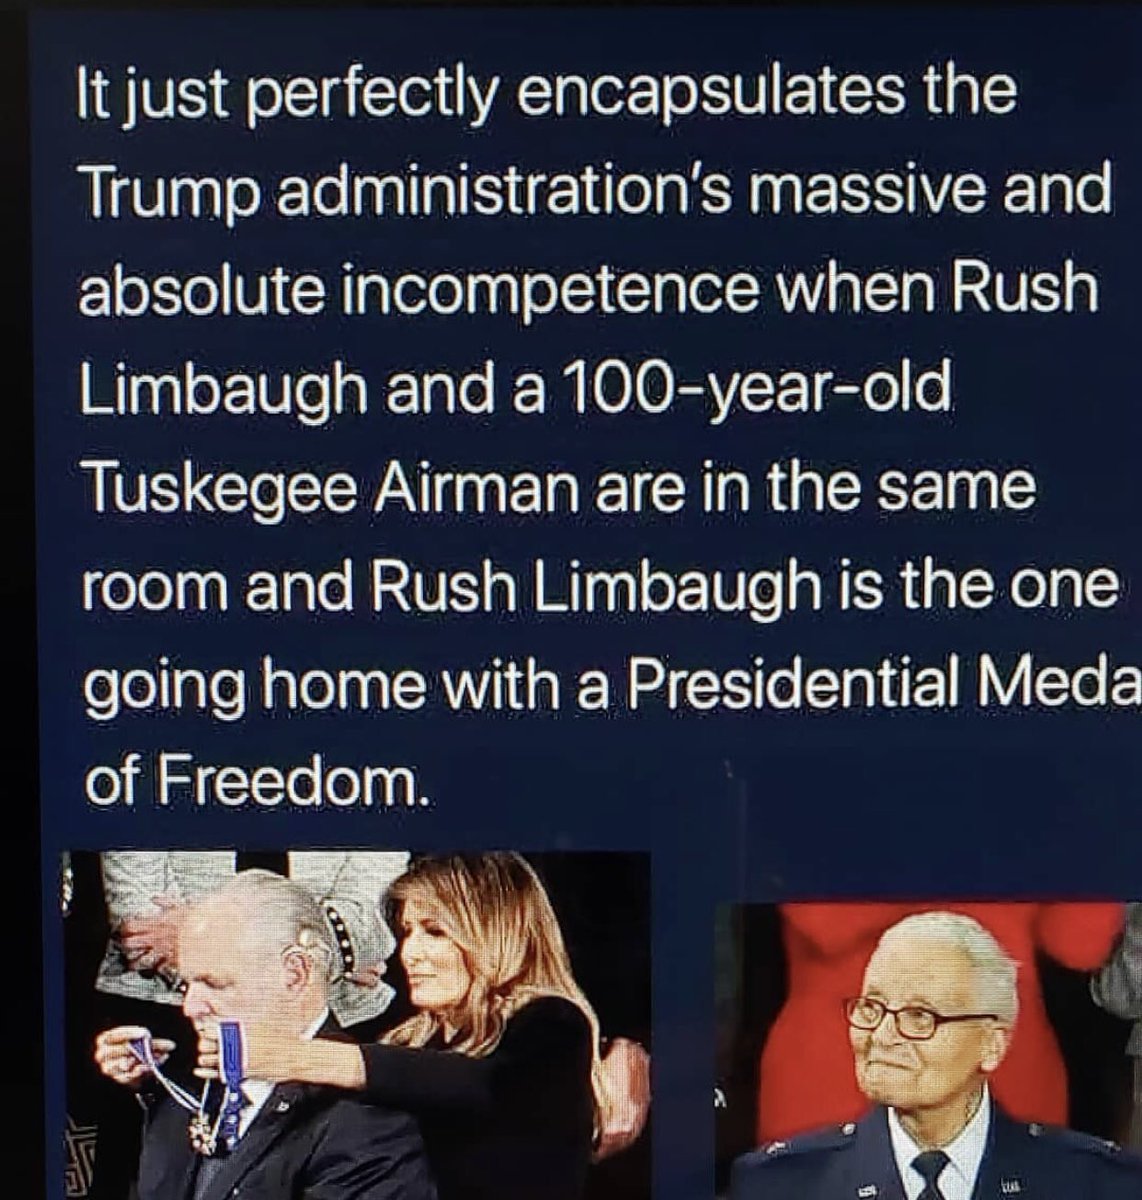 It just perfectly encapsulates the
Trump administration's massive and
absolute incompetence when Rush
Limbaugh and a 100-year-old
Tuskegee Airman are in the same
room and Rush Limbaugh is the one
going home with a Presidential Meda
of Freedom.